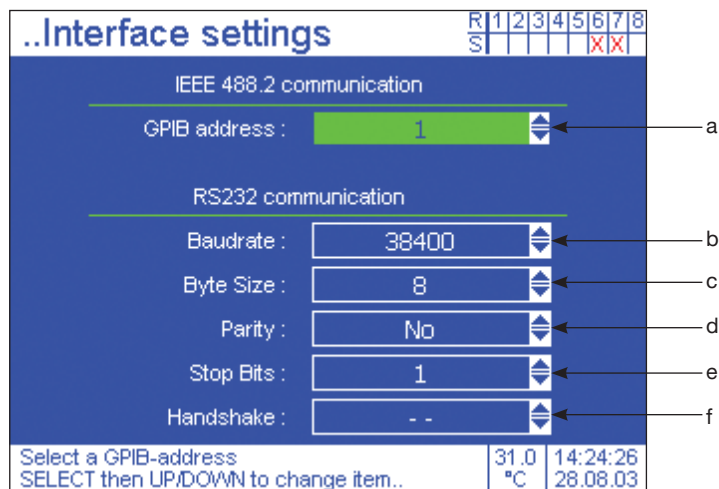 ..Interface settings
R 1 2 3 4 5 6 7 8
S X X
IEEE 488.2 communication
GPIB address : 1 a
RS232 communication
Baudrate : 38400 b
Byte Size : 8 c
Parity : No d
Stop Bits : 1 e
Handshake : - - f
Select a GPIB-address 31.0 14:24:26
SELECT then UP/DOWN to change item.. °C 28.08.03